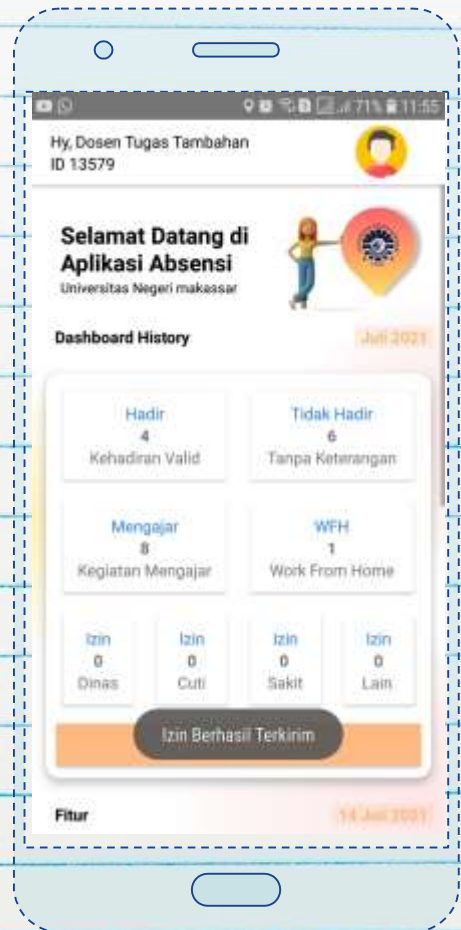 71% 11:55
Hy, Dosen Tugas Tambahan
ID 13579
Selamat Datang di
Aplikasi Absensi
Universitas Negeri makassar
Dashboard History
Juli 2021
Hadir
4
Kehadiran Valid
Tidak Hadir
6
Tanpa Keterangan
Mengajar
8
Kegiatan Mengajar
WFH
1
Work From Home
Izin
0
Dinas
Izin
0
Cuti
Izin
0
Sakit
Izin
0
Lain
Izin Berhasil Terkirim
Fitur
14 Juli 2021